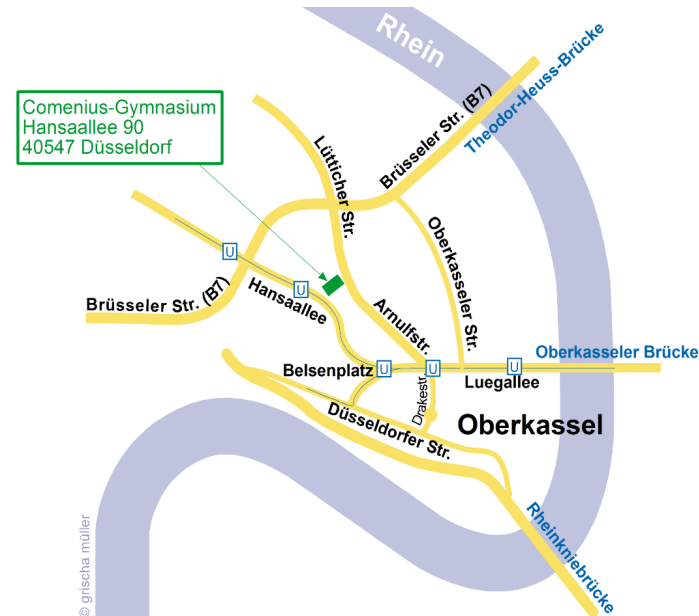 Rhein
Theodor-Heuss-Brücke
Brüsseler Str. (B7)
Comenius-Gymnasium
Hansaallee 90
40547 Düsseldorf
Lütticher Str.
Oberkasseler Str.
U
U
Brüsseler Str. (B7)
Hansaallee
Arnulfstr.
Oberkasseler Brücke
Belsenplatz
U
U
U
Luegallee
Drakestr.
Düsseldorfer Str.
Oberkassel
Rheinkniebrücke
© grischa müller